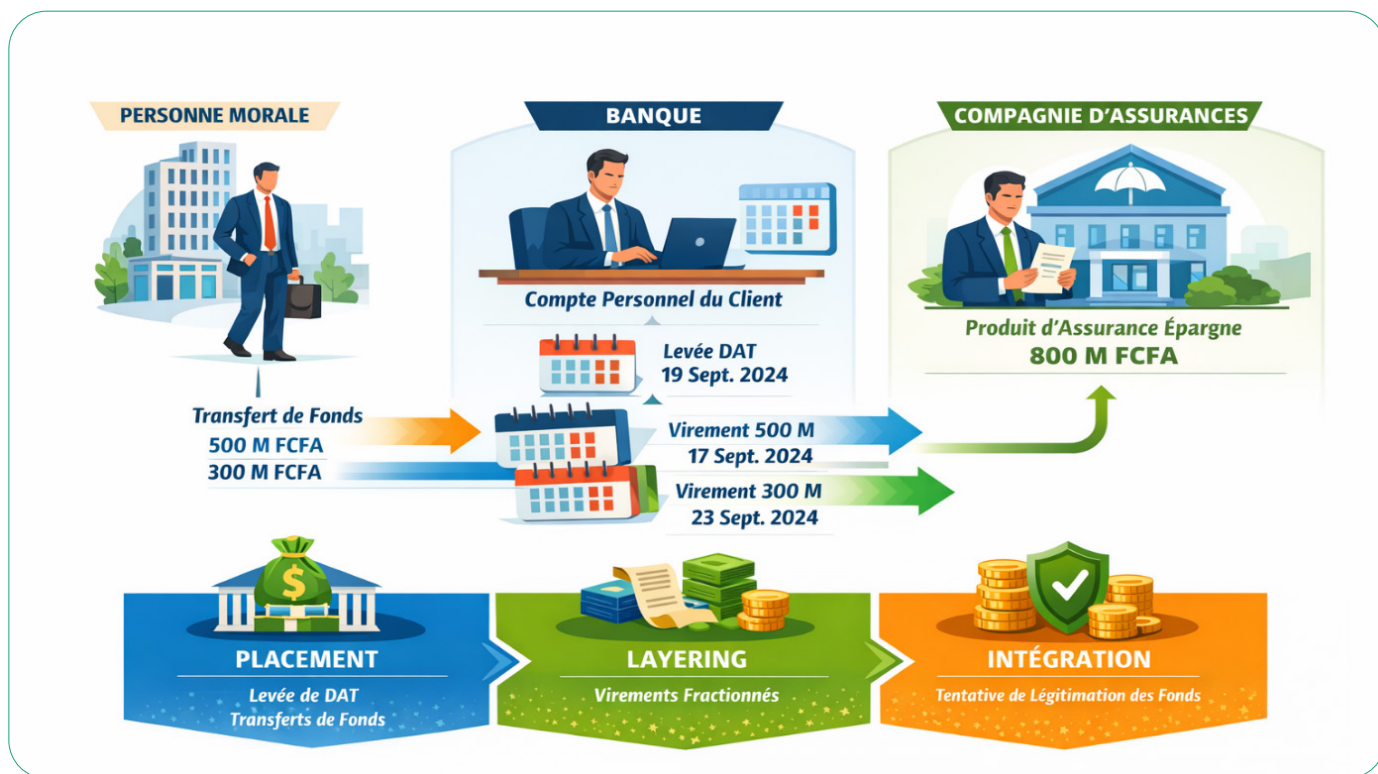 PERSONNE MORALE
BANQUE
COMPAGNIE D'ASSURANCES
Compte Personnel du Client
Produit d'Assurance Épargne
800 M FCFA
Levée DAT
19 Sept. 2024
Transfert de Fonds
500 M FCFA
300 M FCFA
Virement 500 M
17 Sept. 2024
Virement 300 M
23 Sept. 2024
$
PLACEMENT
Levée de DAT
Transferts de Fonds
LAYERING
Virements Fractionnés
INTÉGRATION
Tentative de Légitimation des Fonds